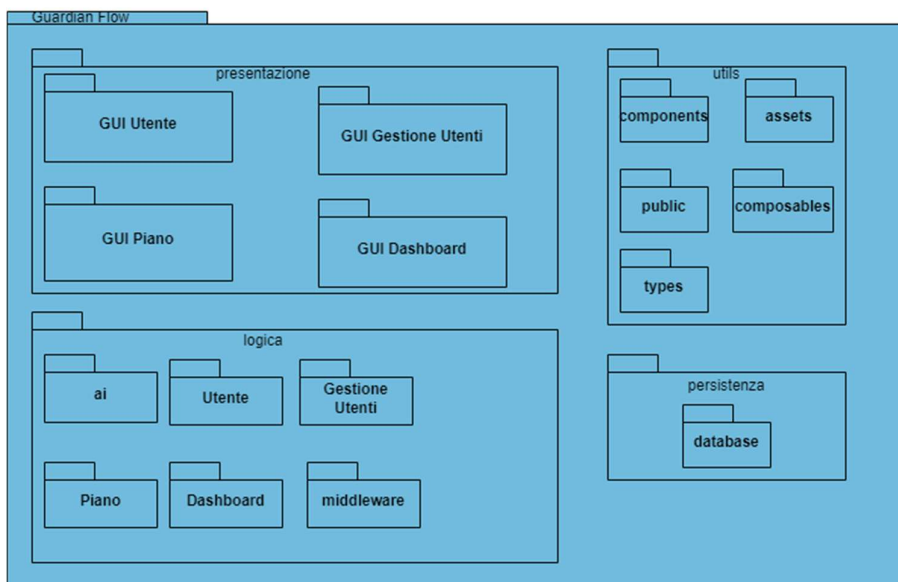 Guardian Flow
presentazione
GUI Utente
GUI Gestione Utenti
GUI Piano
GUI Dashboard
utils
components
assets
public
composables
types
logica
ai
Utente
Gestione
Utenti
Piano
Dashboard
middleware
persistenza
database